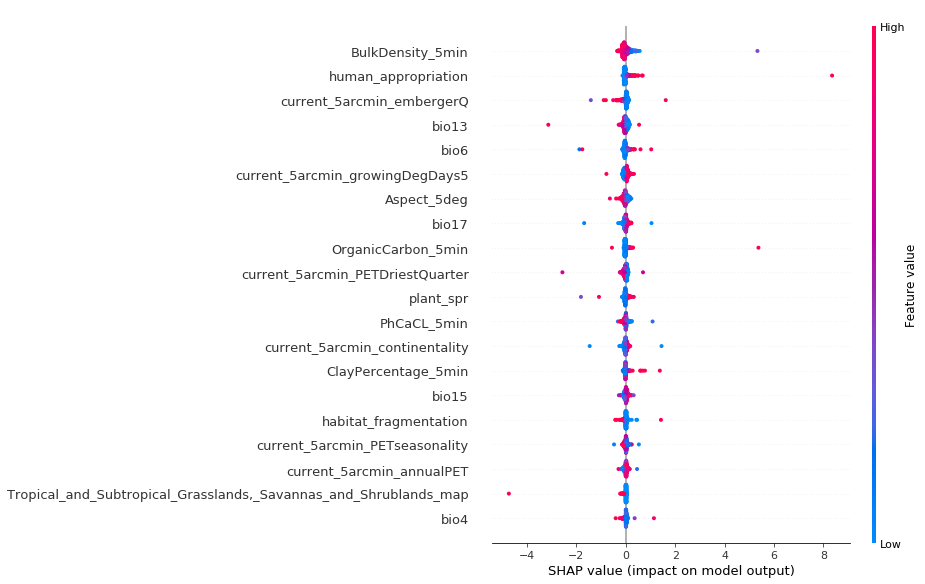 High
BulkDensity_5min
human_appropriation
current_5arcmin_embergerQ
bio13
bio6
current_5arcmin_growingDegDays5
Aspect_5deg
bio17
OrganicCarbon_5min
current_5arcmin_PETDriestQuarter
plant_spr
PhCaCL_5min
current_5arcmin_continentality
ClayPercentage_5min
bio15
habitat_fragmentation
current_5arcmin_PETseasonality
current_5arcmin_annualPET
Tropical_and_Subtropical_Grasslands,_Savannas_and_Shrublands_map
bio4
Feature value
Low
−4 −2 0 2 4 6 8
SHAP value (impact on model output)